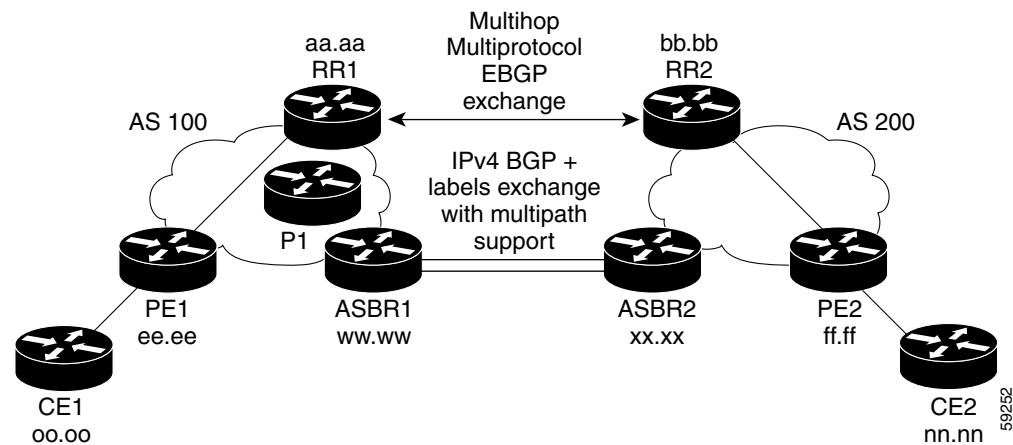 Multihop
Multiprotocol
EBGP
exchange
aa.aa
RR1
bb.bb
RR2
AS 100
AS 200
IPv4 BGP +
labels exchange
with multipath
support
P1
PE1
ee.ee
ASBR1
ww.ww
ASBR2
xx.xx
PE2
ff.ff
CE1
oo.oo
CE2
nn.nn
59252